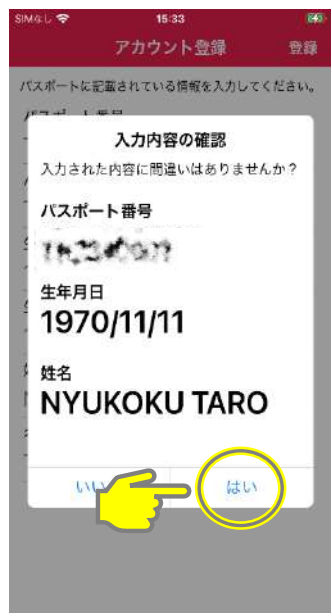 SIMなし 15:33
アカウント登録 登録
パスポートに記載されている情報を入力してください。
入力内容の確認
入力された内容に間違いはありませんか？
パスポート番号
生年月日
1970/11/11
姓名
NYUKOKU TARO
はい